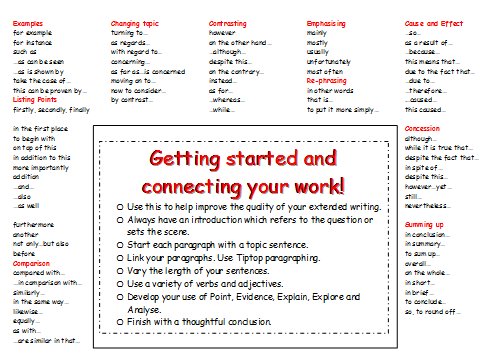 Examples
for example
for instance
such as
...as can be seen
...as is shown by
take the case of...
this can be proven by...
Listing Points
firstly, secondly, finally
in the first place
to begin with
on top of this
in addition to this
more importantly
addition
...and...
...also
...as well
furthermore
another
not only...but also
before
Comparison
compared with...
...in comparison with...
similarly...
in the same way...
likewise...
equally...
as with...
...are similar in that...
Changing topic
turning to...
as regards...
with regard to...
concerning...
as far as...is concerned
moving on to...
now to consider...
by contrast...
Contrasting
however
on the other hand...
...although...
despite this...
on the contrary...
instead...
as for...
...whereas...
...while...
Emphasising
mainly
mostly
usually
unfortunately
most often
Re-phrasing
in other words
that is...
to put it more simply...
Cause and Effect
...so...
as a result of...
...because...
this means that...
due to the fact that...
...due to...
...therefore...
...caused...
this caused...
Concession
although...
while it is true that...
despite the fact that...
in spite of...
despite this...
however...yet...
still...
nevertheless...
Summing up
in conclusion...
in summary...
to sum up...
overall...
on the whole...
in short...
in brief...
to conclude...
so, to round off...
Getting started and
connecting your work!
Use this to help improve the quality of your extended writing.
Always have an introduction which refers to the question or
sets the scene.
Start each paragraph with a topic sentence.
Link your paragraphs. Use Tiptop paragraphing.
Vary the length of your sentences.
Use a variety of verbs and adjectives.
Develop your use of Point, Evidence, Explain, Explore and
Analyse.
Finish with a thoughtful conclusion.